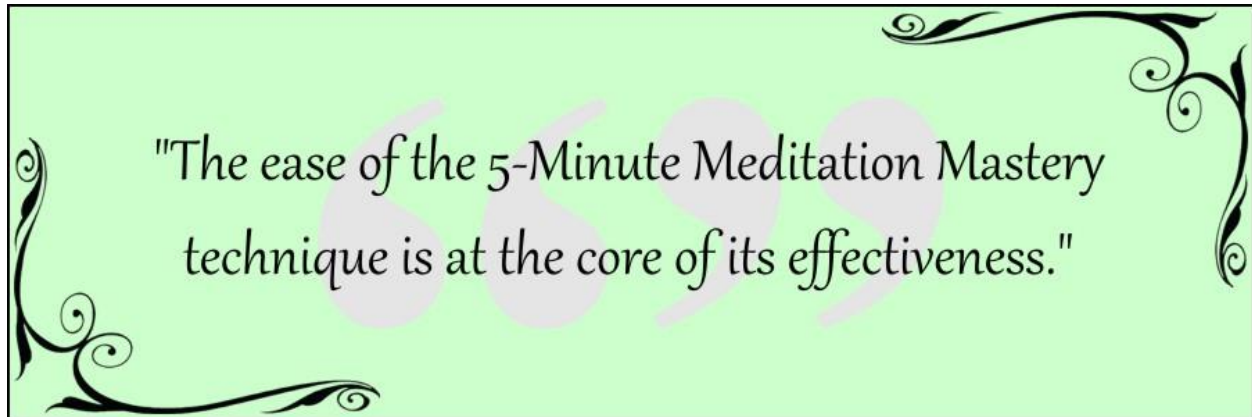 "The ease of the 5-Minute Meditation Mastery
technique is at the core of its effectiveness."